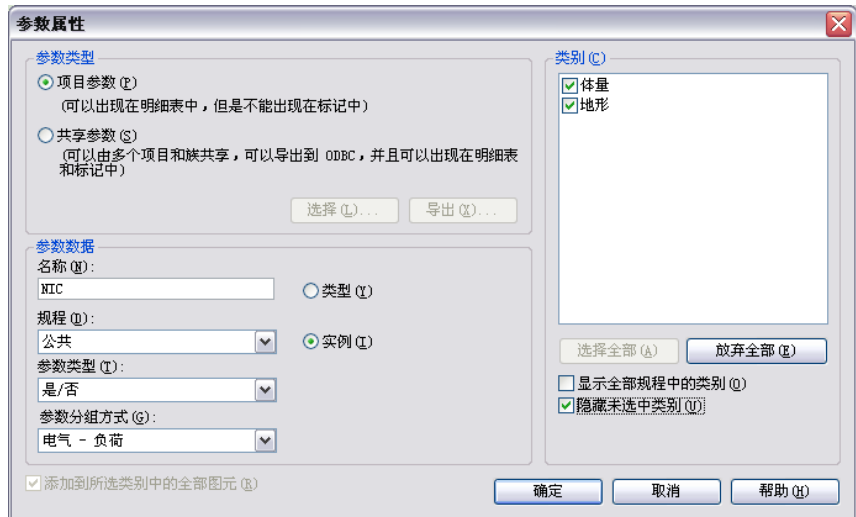 参数属性
参数类型
项目参数(P)
(可以出现在明细表中，但是不能出现在标记中)
共享参数(S)
(可以由多个项目和族共享，可以导出到 ODBC，并且可以出现在明细表
和标记中)
选择(L)...
导出(X)...
参数数据
名称(N):
NIC
类型(Y)
规程(D):
公共
实例(I)
参数类型(T):
是/否
参数分组方式(G):
电气 - 负荷
添加到所选类别中的全部图元(R)
类别(C)
体量
地形
选择全部(A)
放弃全部(E)
显示全部规程中的类别(O)
隐藏未选中类别(U)
确定
取消
帮助(H)